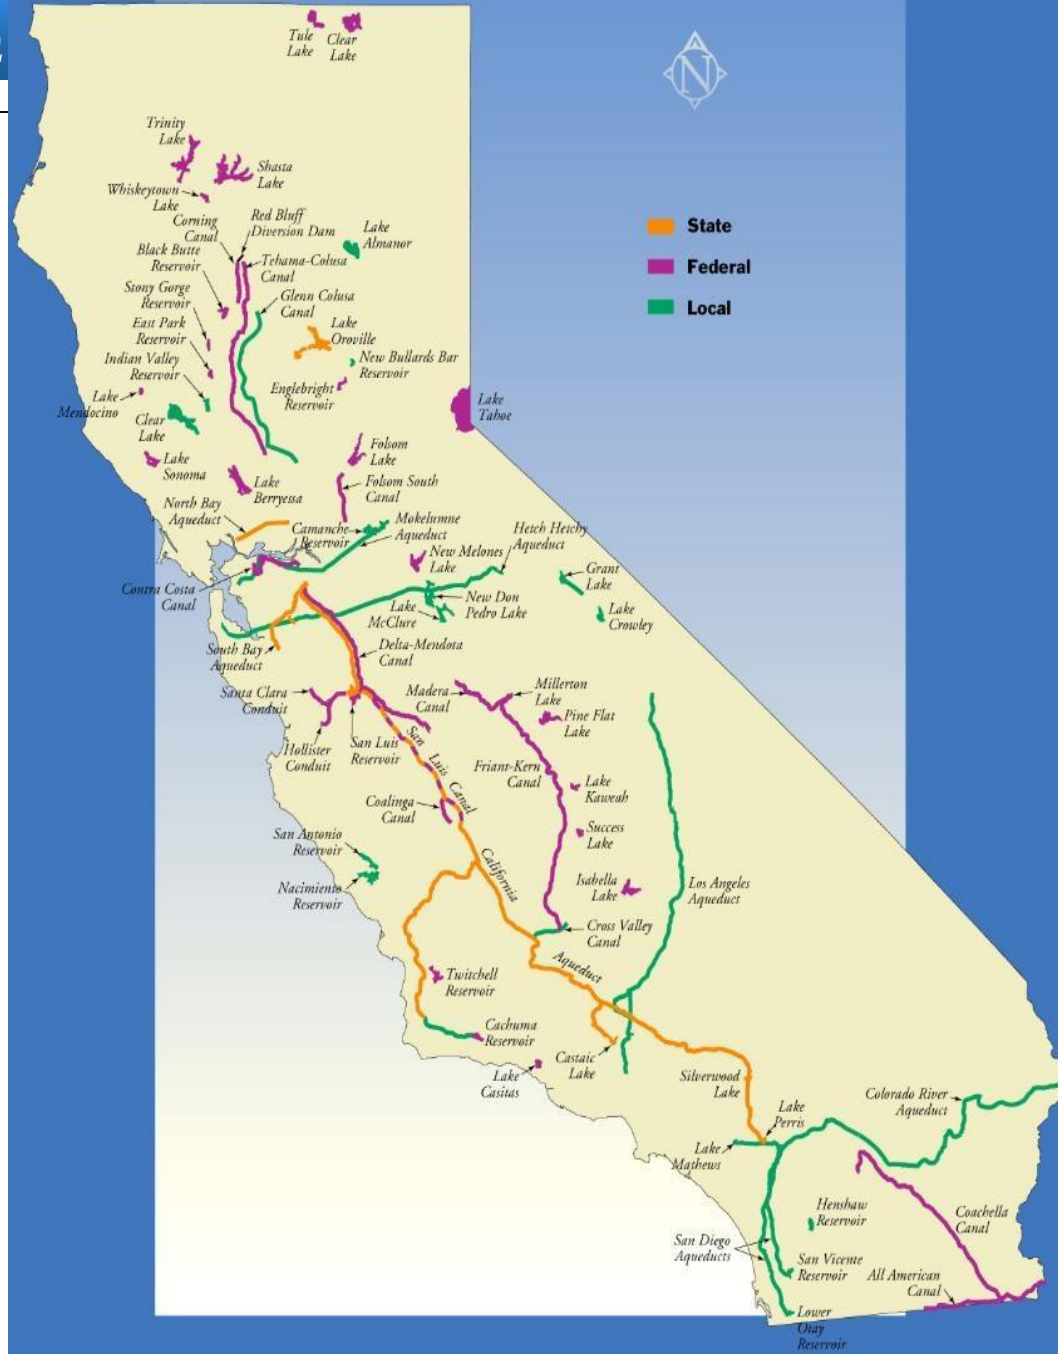 Tule
Lake
Clear
Lake
N
Trinity
Lake
Shasta
Lake
Whiskeytown
Lake
Corning
Canal
Red Bluff
Diversion Dam
Lake
Almanor
Black Butte
Reservoir
Tehama-Colusa
Canal
Stony Gorge
Reservoir
Glenn Colusa
Canal
East Park
Reservoir
Lake
Oroville
Indian Valley
Reservoir
New Bullards Bar
Reservoir
Englebright
Reservoir
Lake
Mendocino
Lake
Tahoe
Clear
Lake
State
Federal
Local
Lake
Sonoma
Folsom
Lake
Lake
Berryessa
Folsom South
Canal
North Bay
Aqueduct
Camanche
Reservoir
Mokelumne
Aqueduct
Hetch Hetchy
Aqueduct
New Melones
Lake
Grant
Lake
Contra Costa
Canal
Lake
McClure
New Don
Pedro Lake
Lake
Crowley
South Bay
Aqueduct
Delta-Mendota
Canal
Santa Clara
Conduit
Madera
Canal
Millerton
Lake
Pine Flat
Lake
Hollister
Conduit
San Luis
Reservoir
San Luis Canal
Friant-Kern
Canal
Lake
Kaweah
Coalinga
Canal
Success
Lake
San Antonio
Reservoir
Nacimiento
Reservoir
California
Aqueduct
Isabella
Lake
Los Angeles
Aqueduct
Cross Valley
Canal
Twitchell
Reservoir
Cachuma
Reservoir
Castaic
Lake
Lake
Casitas
Silverwood
Lake
Lake
Perris
Colorado River
Aqueduct
Lake
Mathews
Henshaw
Reservoir
Coachella
Canal
San Diego
Aqueducts
San Vicente
Reservoir
All American
Canal
Lower
Otay
Reservoir